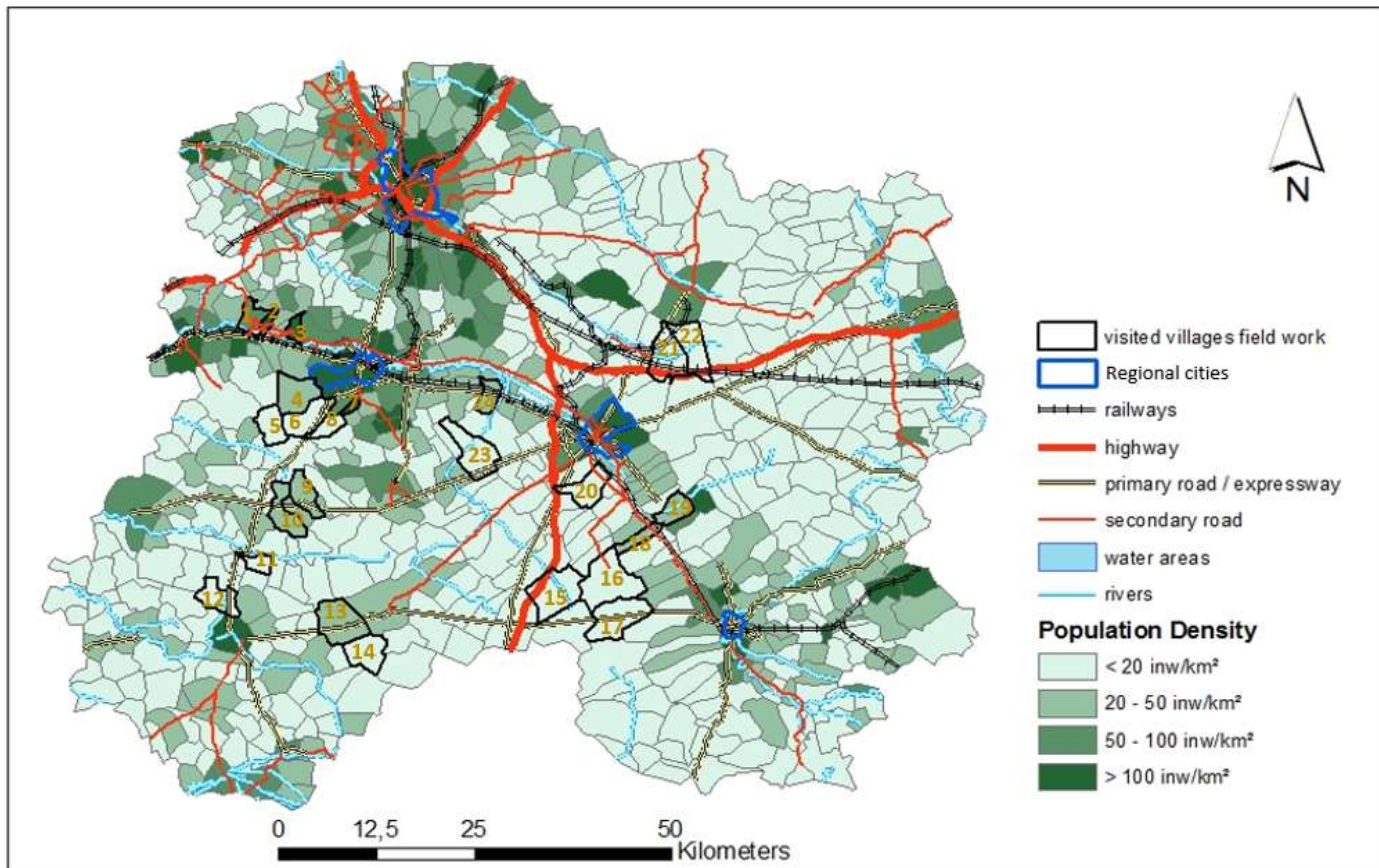 N
visited villages field work
Regional cities
railways
highway
primary road / expressway
secondary road
water areas
rivers
Population Density
< 20 inw/km²
20 - 50 inw/km²
50 - 100 inw/km²
> 100 inw/km²
2
3
22
21
4
5
6
8
24
23
9
10
20
19
18
11
12
16
15
13
17
14
0
12,5
25
50
Kilometers